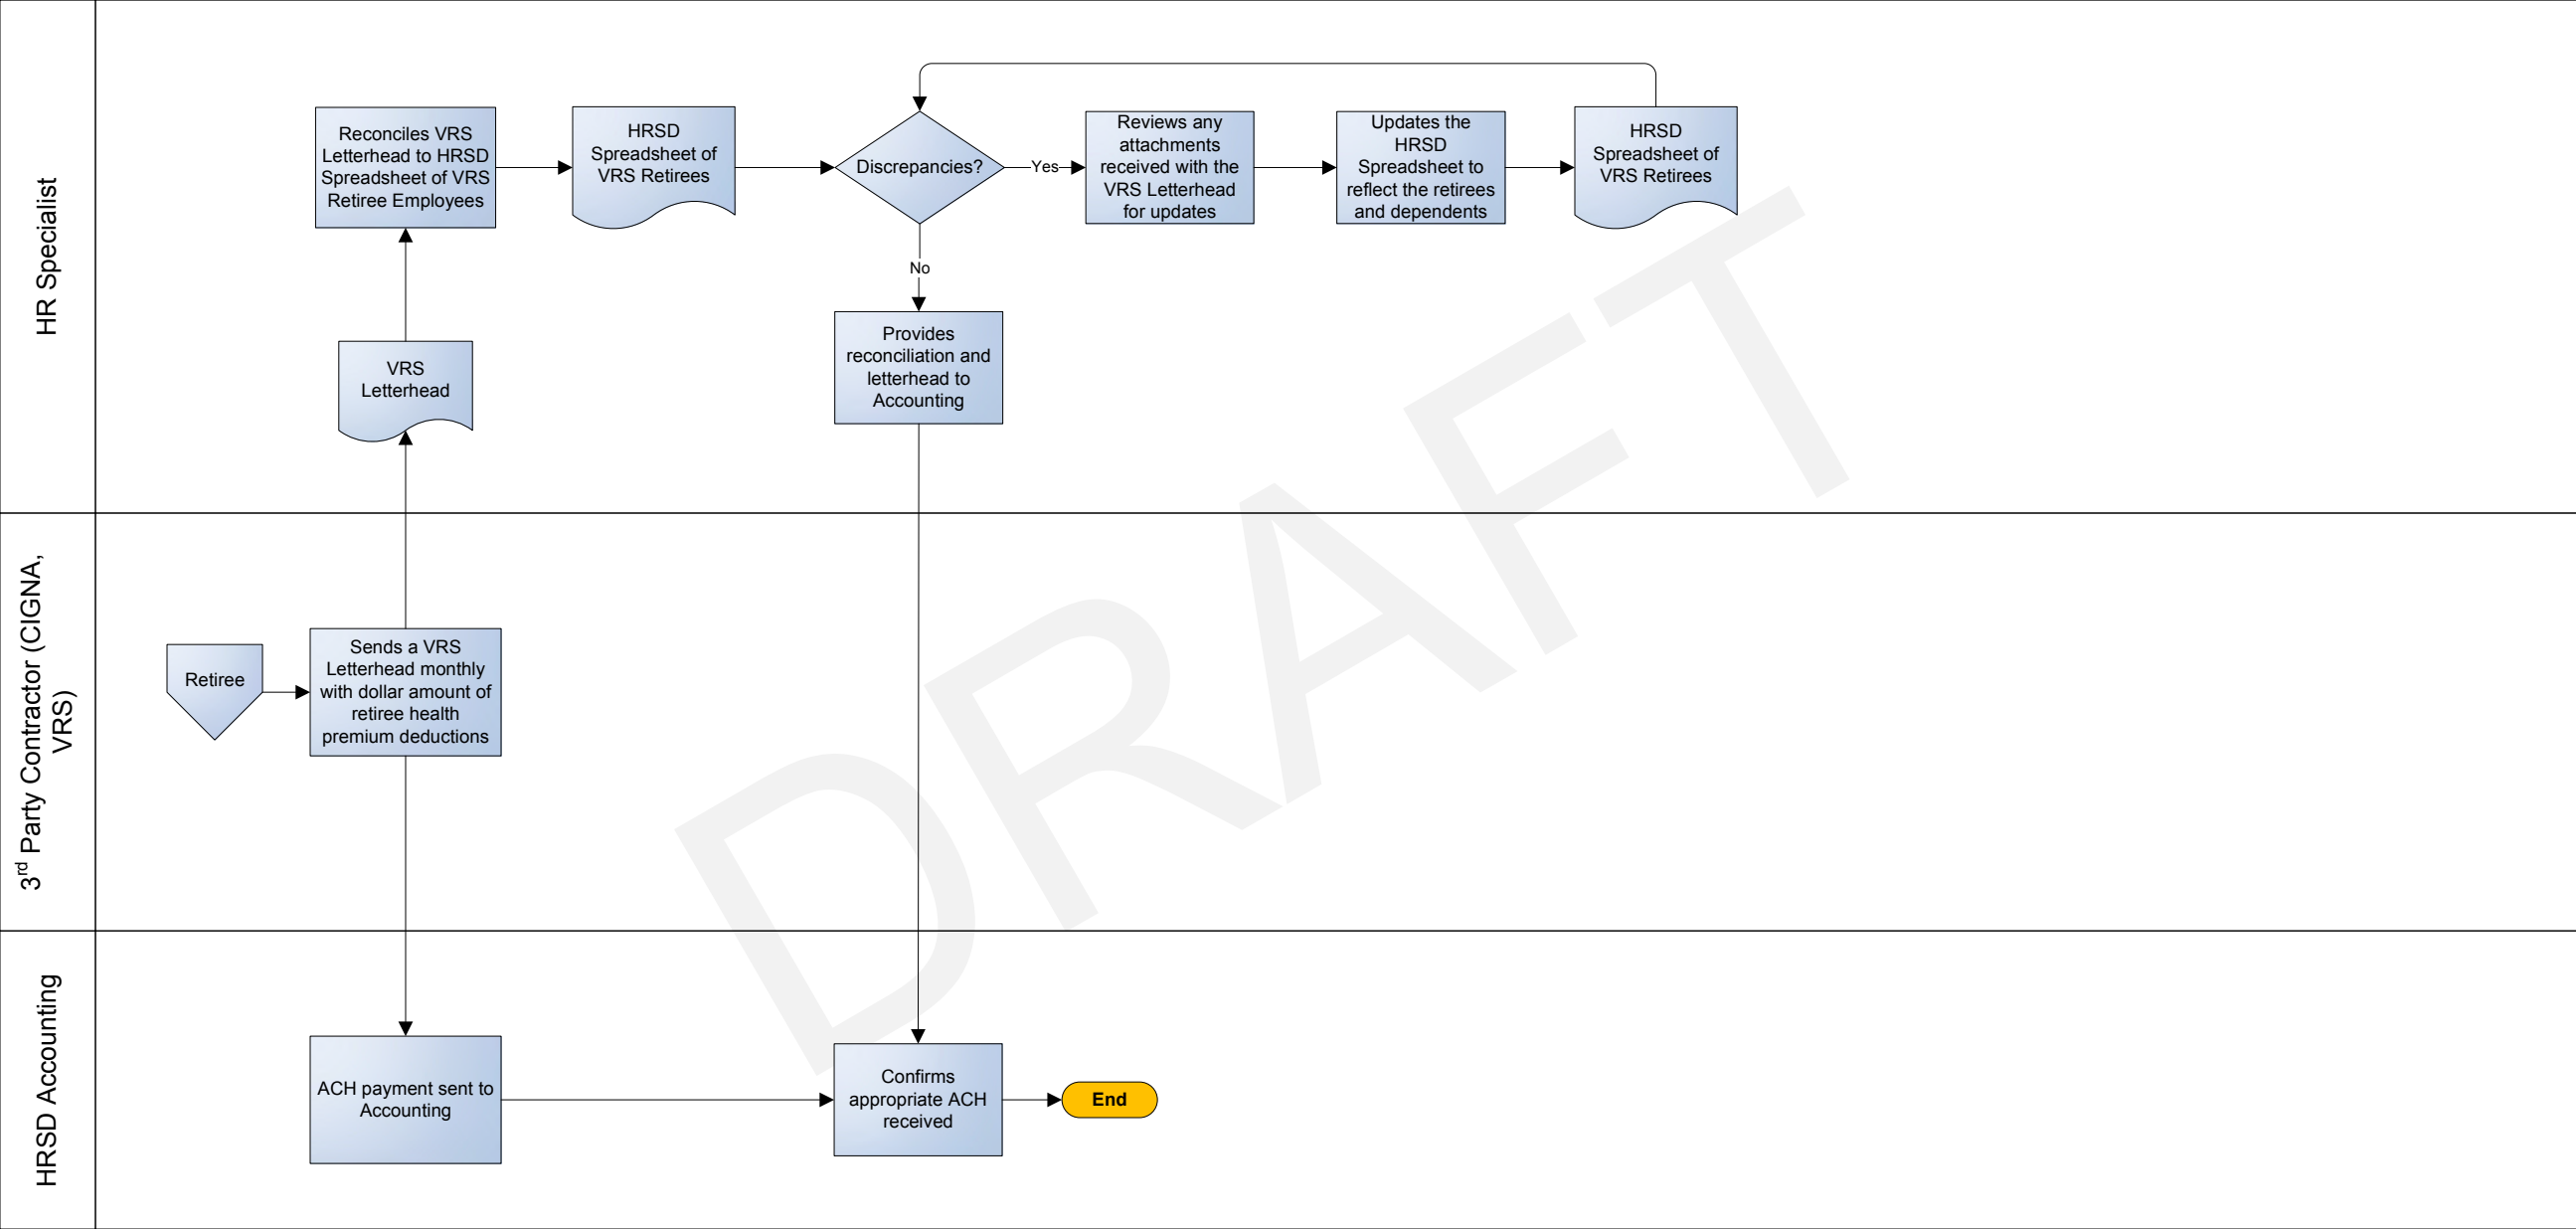 HR Specialist
Reconciles VRS
Letterhead to HRSD
Spreadsheet of VRS
Retiree Employees
HRSD
Spreadsheet of
VRS Retirees
Discrepancies?
Yes
Reviews any
attachments
received with the
VRS Letterhead
for updates
Updates the
HRSD
Spreadsheet to
reflect the retirees
and dependents
HRSD
Spreadsheet of
VRS Retirees
No
VRS
Letterhead
Provides
reconciliation and
letterhead to
Accounting
3rd Party Contractor (CIGNA,
VRS)
Retiree
Sends a VRS
Letterhead monthly
with dollar amount of
retiree health
premium deductions
DRAFT
HRSD Accounting
ACH payment sent to
Accounting
Confirms
appropriate ACH
received
End